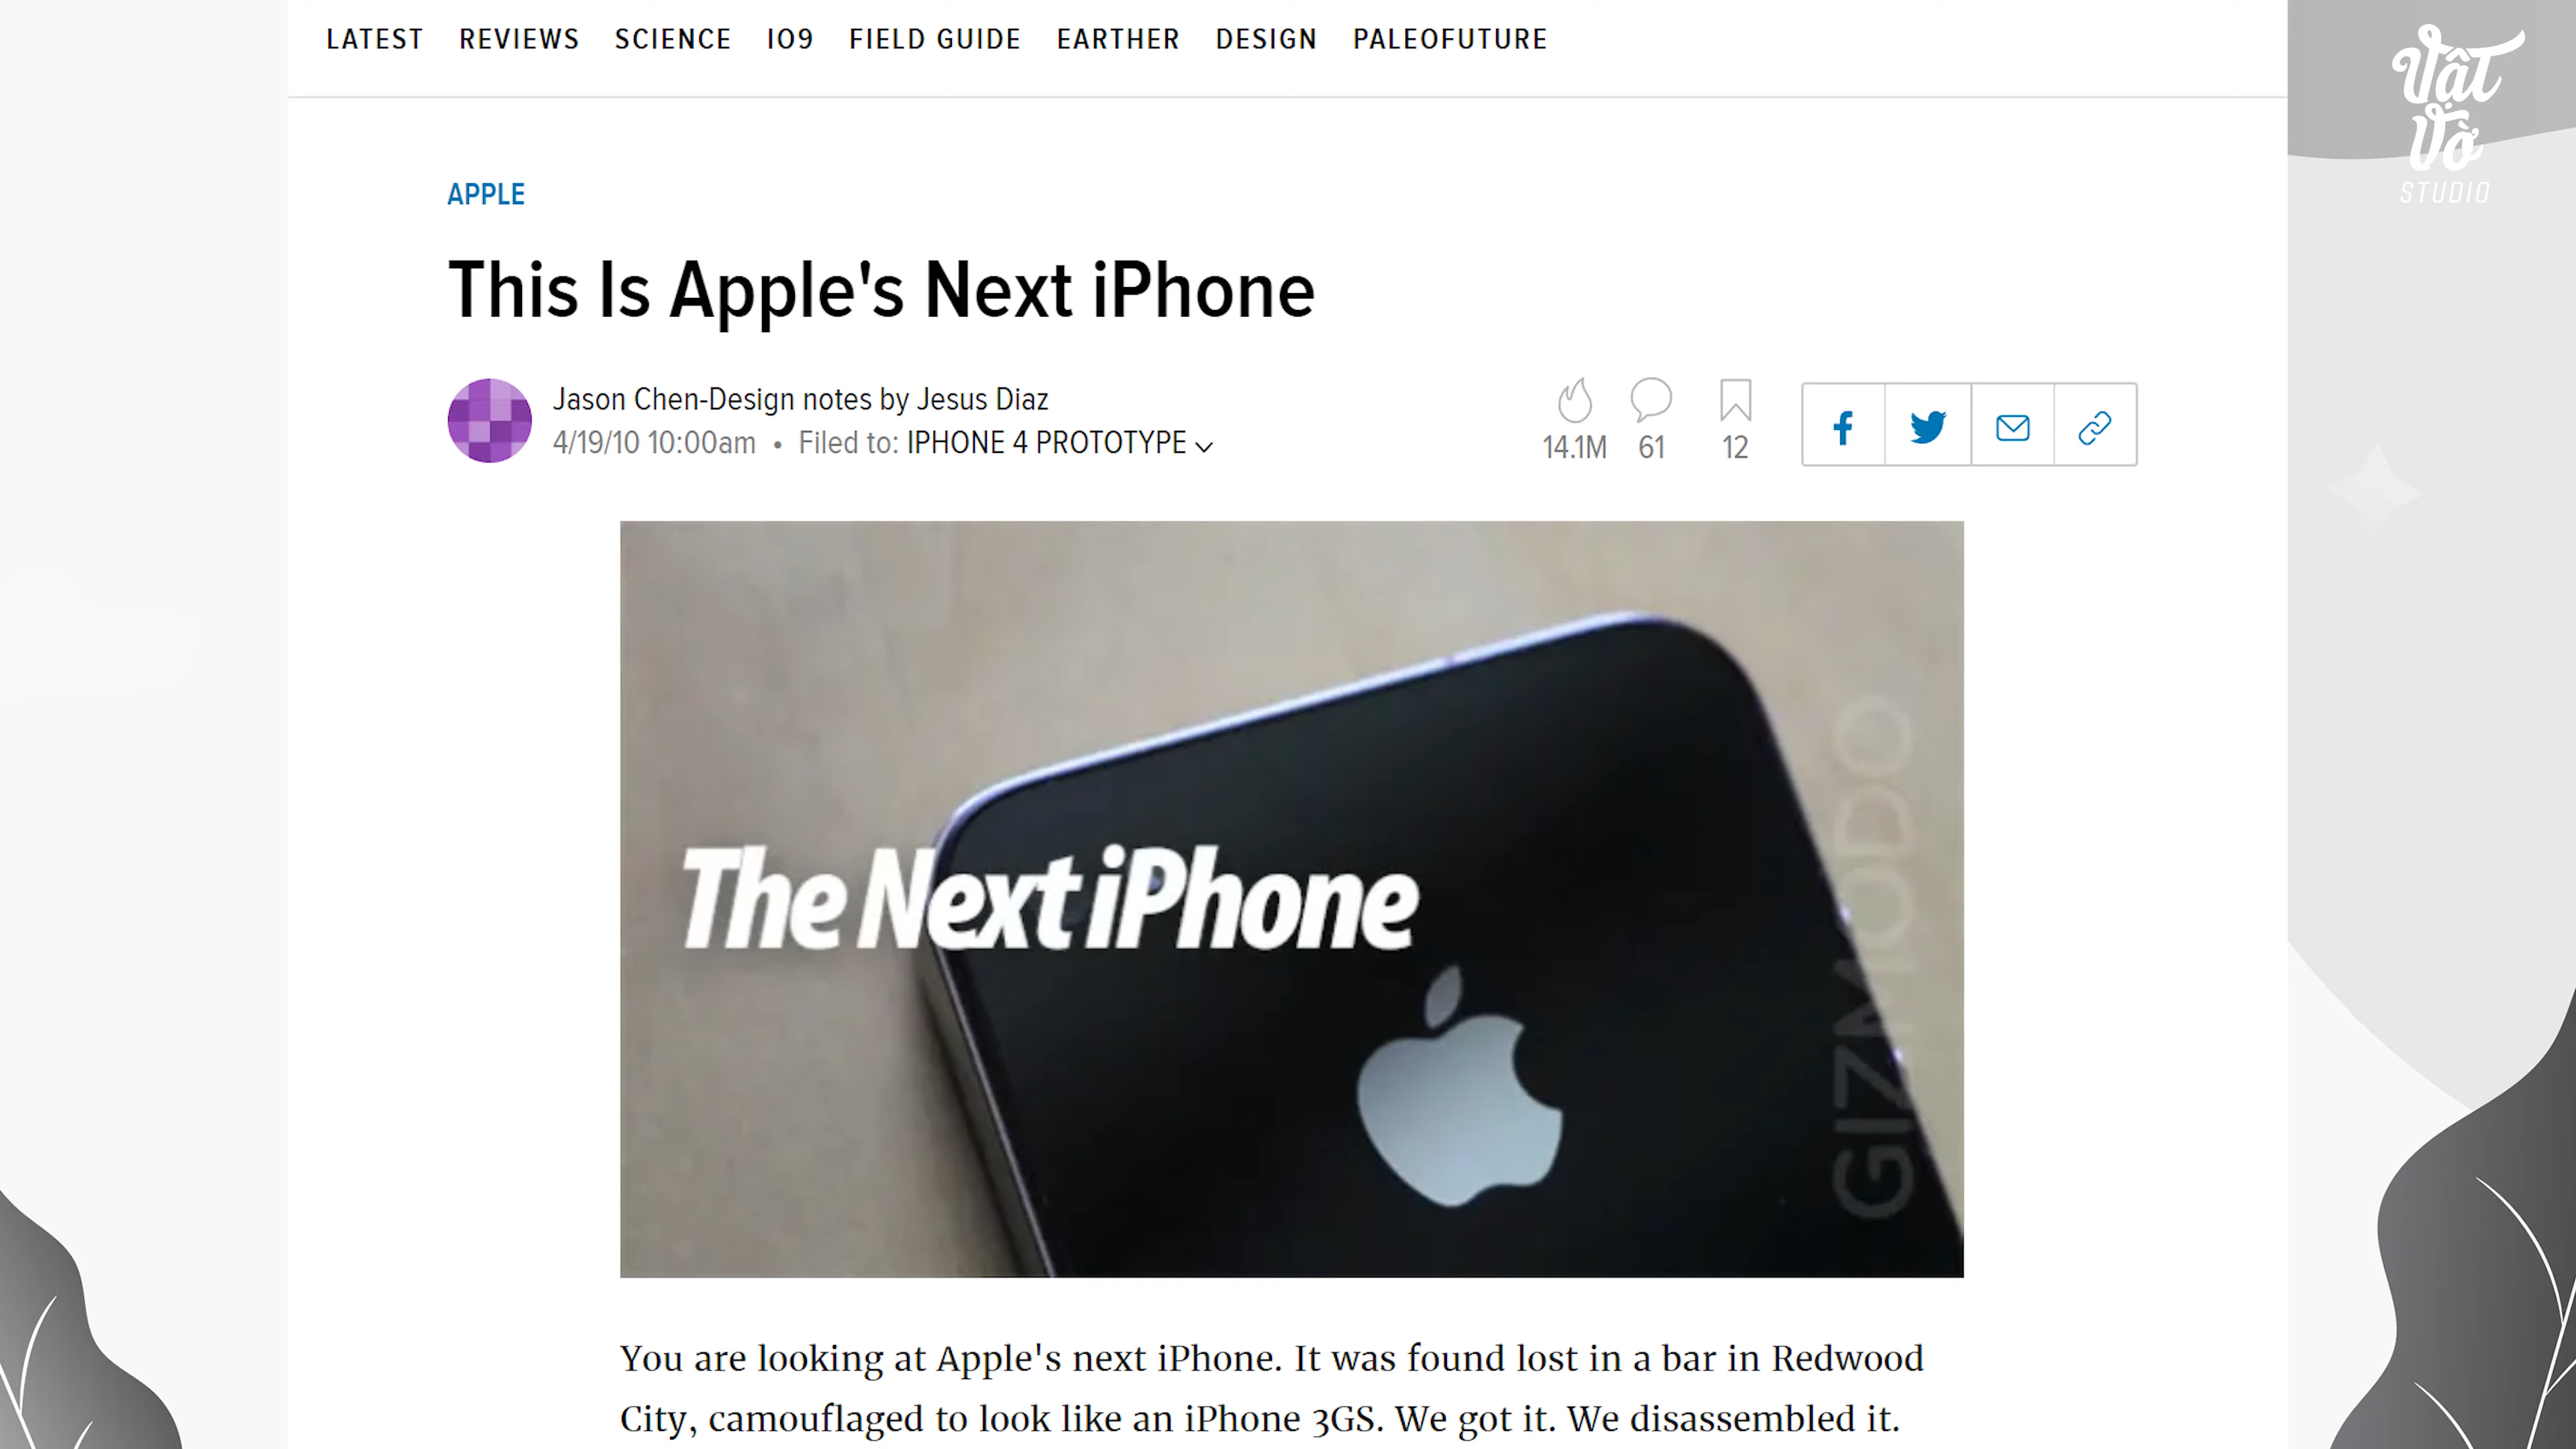 LATEST REVIEWS SCIENCE IO9 FIELD GUIDE EARTHER DESIGN PALEOFUTURE
Vật
Vờ
STUDIO
APPLE
This Is Apple's Next iPhone
Jason Chen-Design notes by Jesus Diaz
4/19/10 10:00am • Filed to: IPHONE 4 PROTOTYPE
14.1M 61 12
The Next iPhone
GIZMODO
You are looking at Apple's next iPhone. It was found lost in a bar in Redwood
City, camouflaged to look like an iPhone 3GS. We got it. We disassembled it.